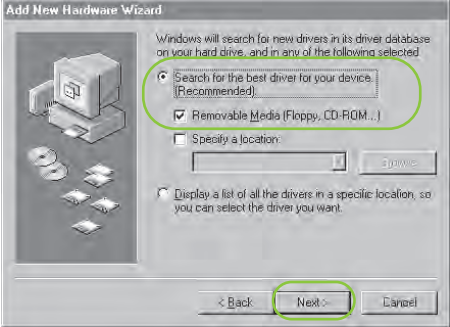 Add New Hardware Wizard
Windows will search for new drivers in its driver database
on your hard drive, and in any of the following selected
Search for the best driver for your device.
(Recommended).
Removable Media (Floppy, CD-ROM...)
Specify a location:
Browse...
Display a list of all the drivers in a specific location, so
you can select the driver you want.
< Back
Next >
Cancel